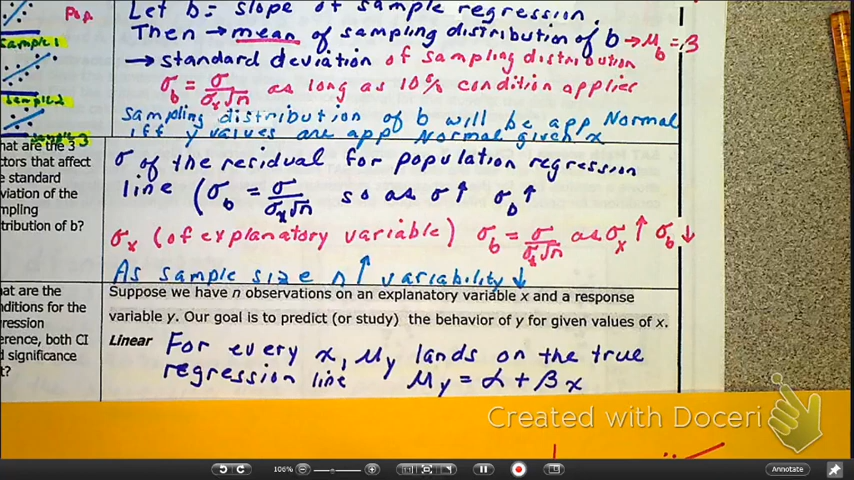 Let b = slope of sample regression.
Pop.
Then → mean of sampling distribution of b → μb = β
sample 1
→ standard deviation of sampling distribution
σb = σ/σx√n as long as 10% condition applies
sample 2
sampling distribution of b will be app Normal
iff y values are app Normal given x
sample 3
hat are the 3
ctors that affect
e standard
viation of the
mpling
tribution of b?
σ of the residual for population regression
line (σb = σ/σx√n so as σ↑ σb↑
σx (of explanatory variable) σb = σ/σx√n as σx ↑ σb ↓
As sample size n ↑ variability ↓
hat are the
nditions for the
gression
erence, both CI
d significance
t?
Suppose we have n observations on an explanatory variable x and a response
variable y. Our goal is to predict (or study) the behavior of y for given values of x.
Linear For every x, μy lands on the true
regression line μy = α + βx
Created with Doceri
106%
Annotate